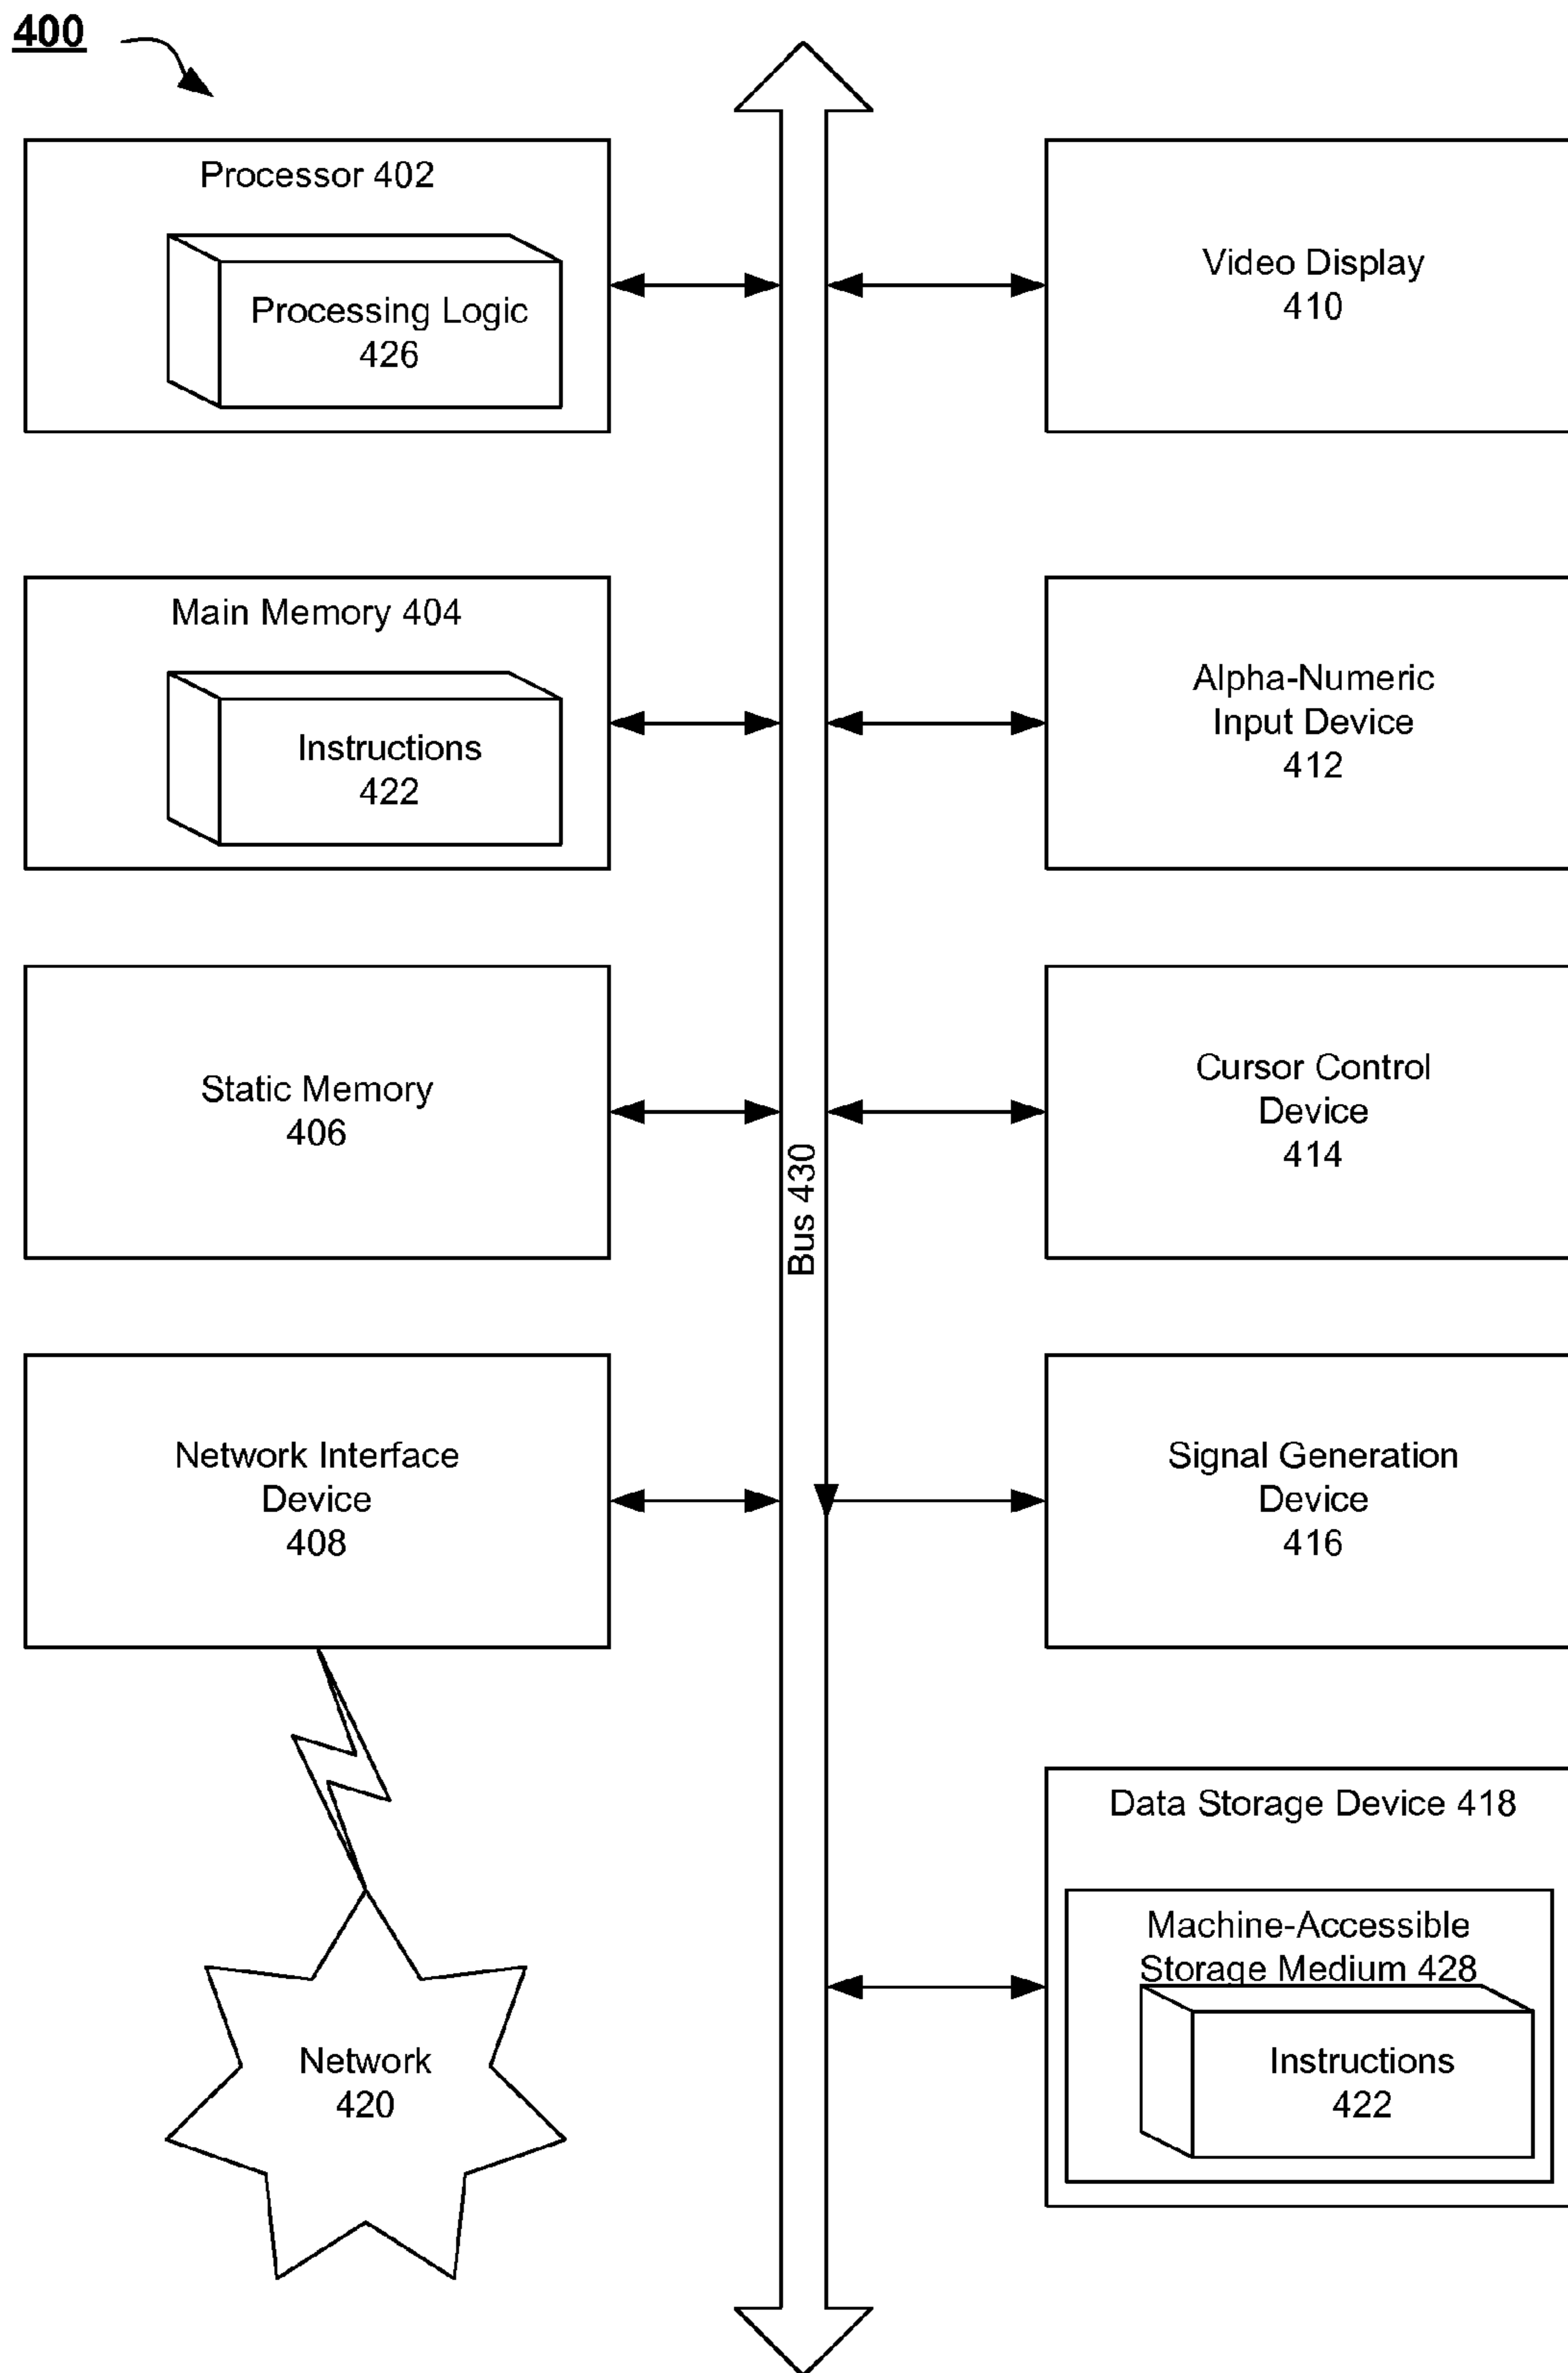 400
Processor 402
Processing Logic
426
Main Memory 404
Instructions
422
Static Memory
406
Network Interface
Device
408
Network
420
Bus 430
Video Display
410
Alpha-Numeric
Input Device
412
Cursor Control
Device
414
Signal Generation
Device
416
Data Storage Device 418
Machine-Accessible
Storage Medium 428
Instructions
422